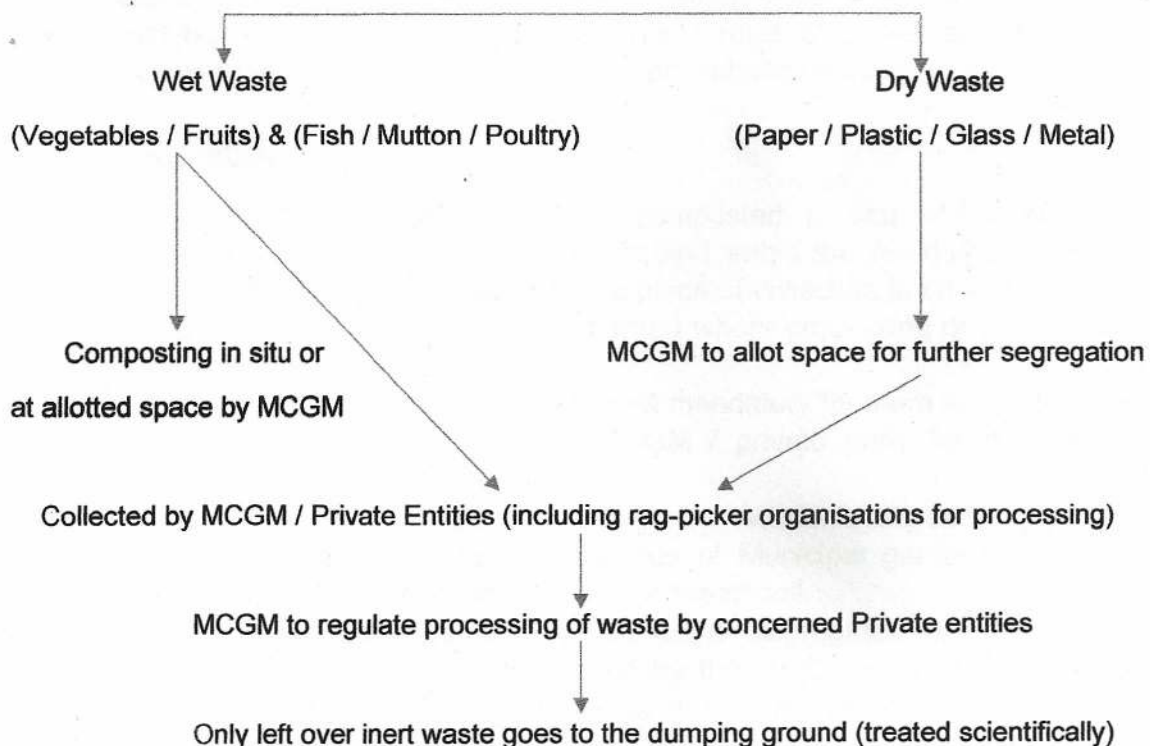 Wet Waste
Dry Waste
(Vegetables / Fruits) & (Fish / Mutton / Poultry)
(Paper / Plastic / Glass / Metal)
Composting in situ or
at allotted space by MCGM
MCGM to allot space for further segregation
Collected by MCGM / Private Entities (including rag-picker organisations for processing)
MCGM to regulate processing of waste by concerned Private entities
Only left over inert waste goes to the dumping ground (treated scientifically)